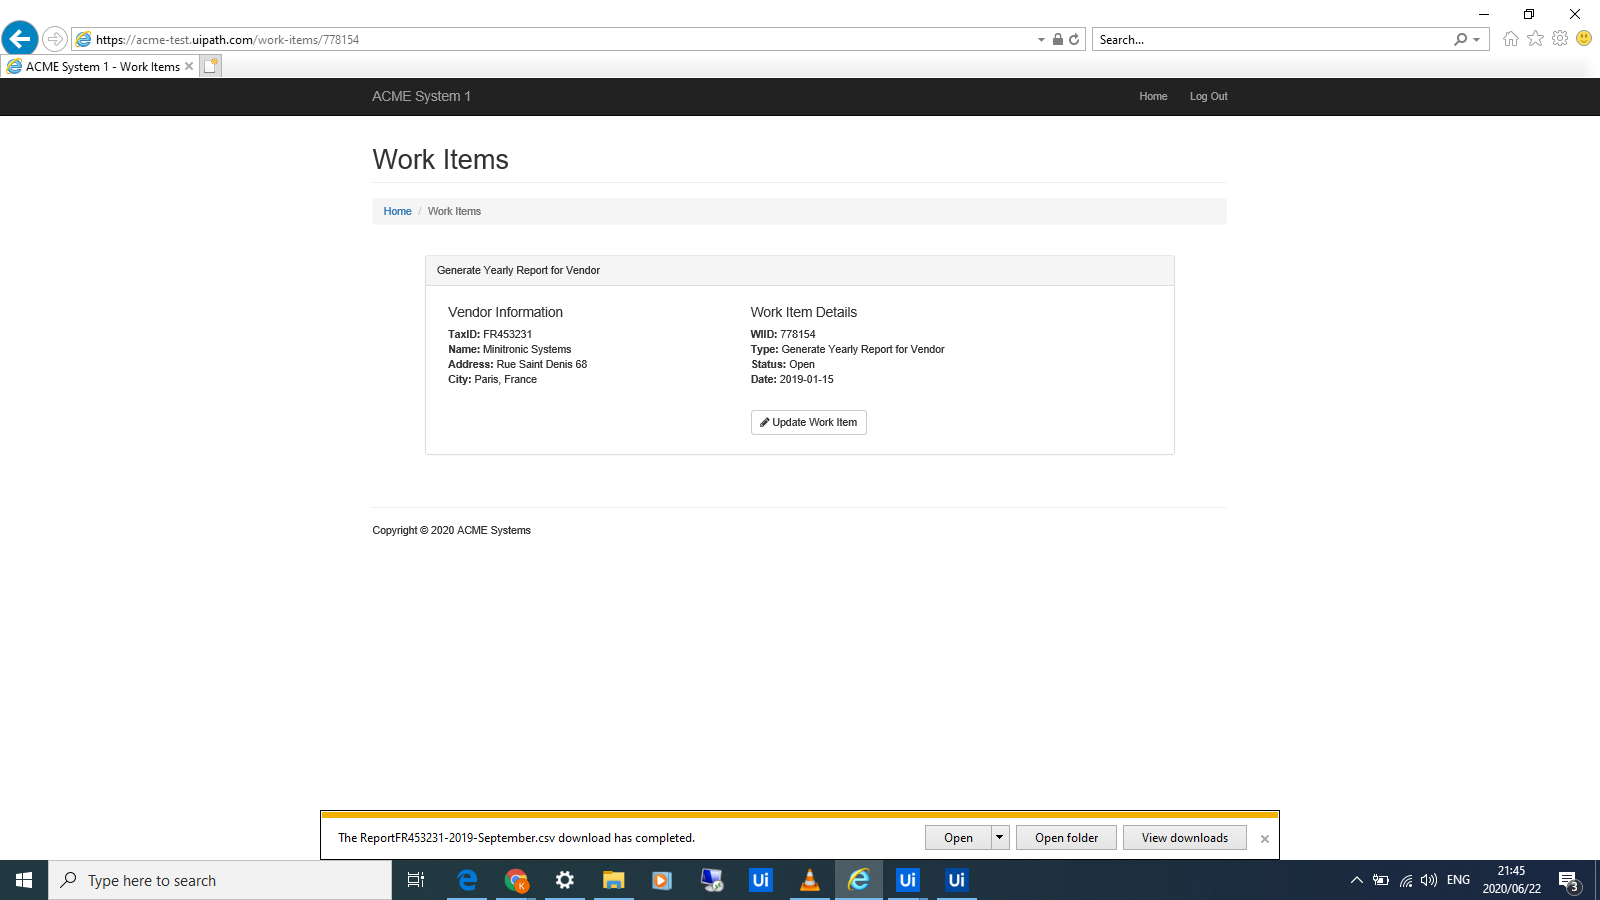 https://acme-test.uipath.com/work-items/778154
Search...
ACME System 1 - Work Items
ACME System 1
Home
Log Out
Work Items
Home / Work Items
Generate Yearly Report for Vendor
Vendor Information
TaxID: FR453231
Name: Minitronic Systems
Address: Rue Saint Denis 68
City: Paris, France
Work Item Details
WIID: 778154
Type: Generate Yearly Report for Vendor
Status: Open
Date: 2019-01-15
Update Work Item
Copyright © 2020 ACME Systems
The ReportFR453231-2019-September.csv download has completed.
Open
Open folder
View downloads
Type here to search
K
Ui
Ui
Ui
ENG
21:45
2020/06/22
3